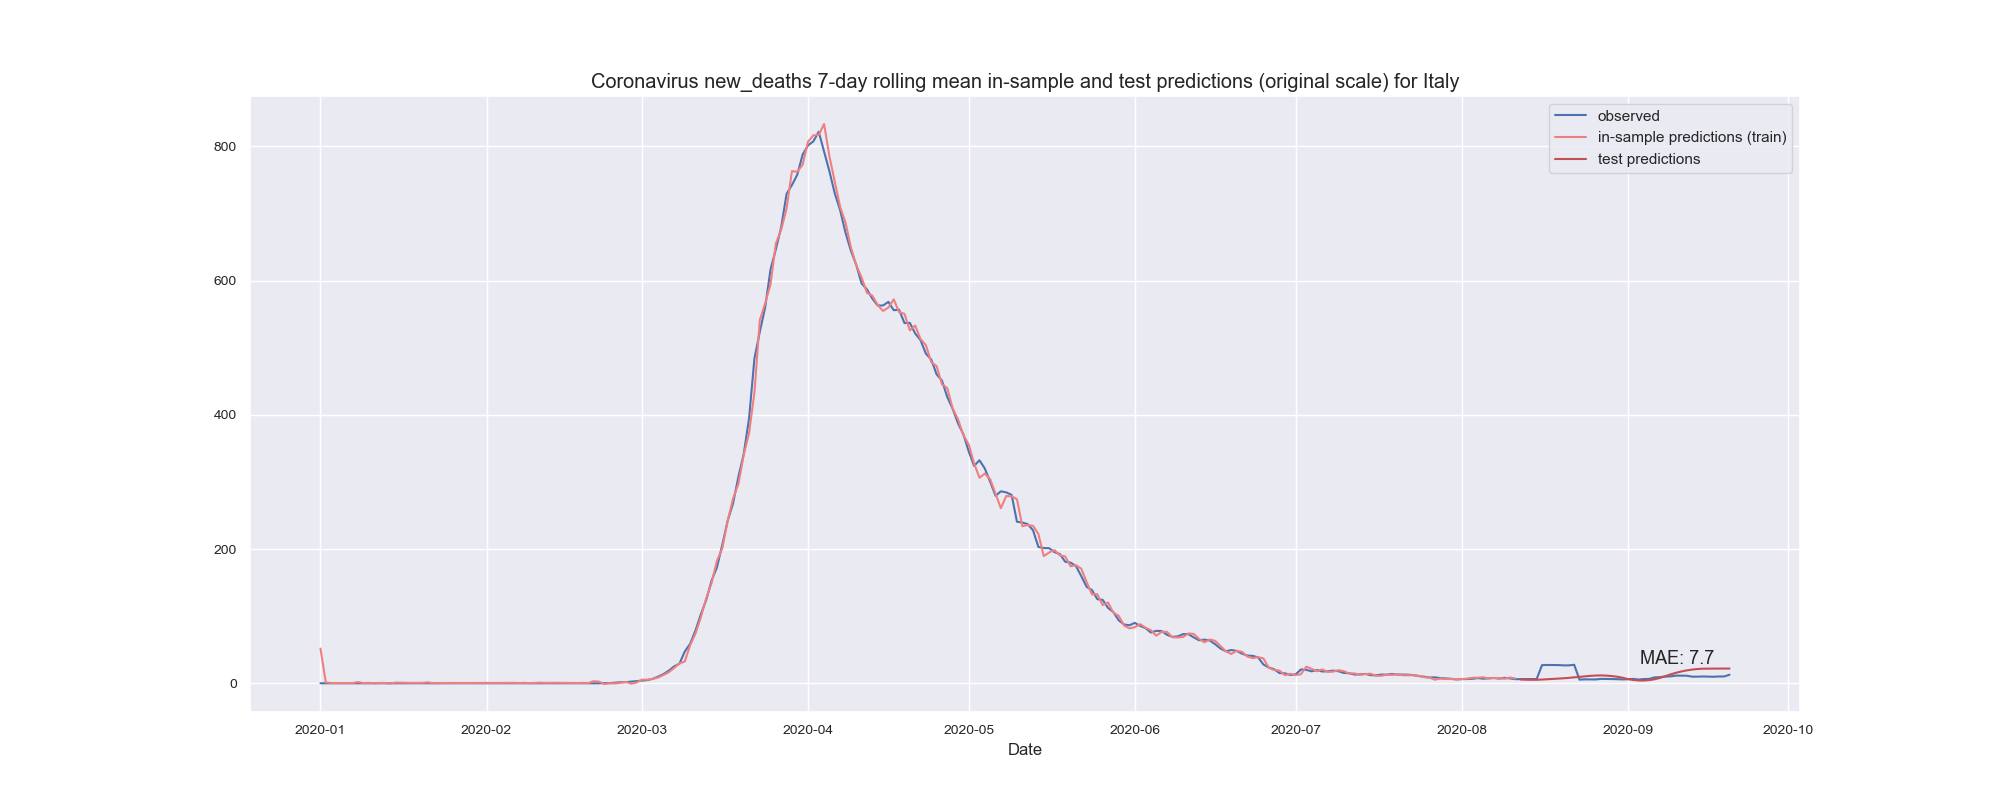 Coronavirus new_deaths 7-day rolling mean in-sample and test predictions (original scale) for Italy
observed
in-sample predictions (train)
test predictions
800
600
400
200
0
MAE: 7.7
2020-01 2020-02 2020-03 2020-04 2020-05 2020-06 2020-07 2020-08 2020-09 2020-10
Date